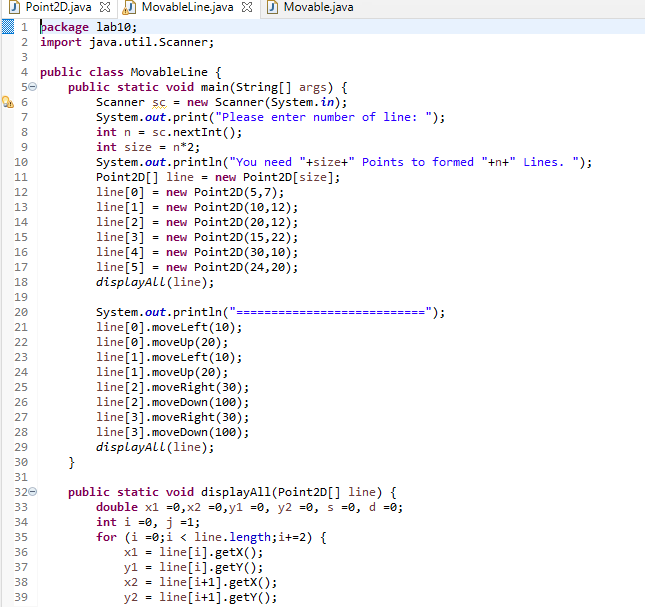 Point2D.java MovableLine.java Movable.java
1 package lab10;
2 import java.util.Scanner;
3
4 public class MovableLine {
5 public static void main(String[] args) {
6 Scanner sc = new Scanner(System.in);
7 System.out.print("Please enter number of line: ");
8 int n = sc.nextInt();
9 int size = n*2;
10 System.out.println("You need "+size+" Points to formed "+n+" Lines. ");
11 Point2D[] line = new Point2D[size];
12 line[0] = new Point2D(5,7);
13 line[1] = new Point2D(10,12);
14 line[2] = new Point2D(20,12);
15 line[3] = new Point2D(15,22);
16 line[4] = new Point2D(30,10);
17 line[5] = new Point2D(24,20);
18 displayAll(line);
19
20 System.out.println("===========================");
21 line[0].moveLeft(10);
22 line[0].moveUp(20);
23 line[1].moveLeft(10);
24 line[1].moveUp(20);
25 line[2].moveRight(30);
26 line[2].moveDown(100);
27 line[3].moveRight(30);
28 line[3].moveDown(100);
29 displayAll(line);
30 }
31
32 public static void displayAll(Point2D[] line) {
33 double x1 =0,x2 =0,y1 =0, y2 =0, s =0, d =0;
34 int i =0, j =1;
35 for (i =0;i < line.length;i+=2) {
36 x1 = line[i].getX();
37 y1 = line[i].getY();
38 x2 = line[i+1].getX();
39 y2 = line[i+1].getY();